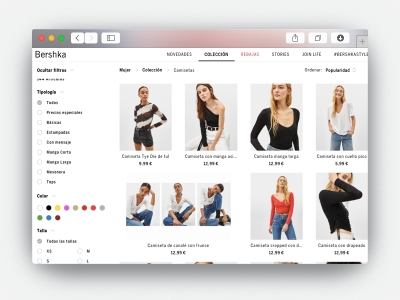 Bershka
NOVEDADES COLECCIÓN REBAJAS STORIES JOIN LIFE #BERSHKASTYLE
Ocultar filtros
Mujer > Colección > Camisetas
Ordenar: Popularidad
Tipología
Todas
Precios especiales
Básicas
Estampadas
Con mensaje
Manga Corta
Manga Larga
Mesonera
Tops
Color
Talla
Todas las tallas
XS M
S L
Camiseta Tye Die de tul
9,99 €
Camiseta con manga asi...
12,99 €
Camiseta manga larga
12,99 €
Camiseta con cuello pico
5,99 €
Camiseta de canalé con frunce
12,99 €
Camiseta cropped con d...
12,99 €
Camiseta con drapeado
12,99 €